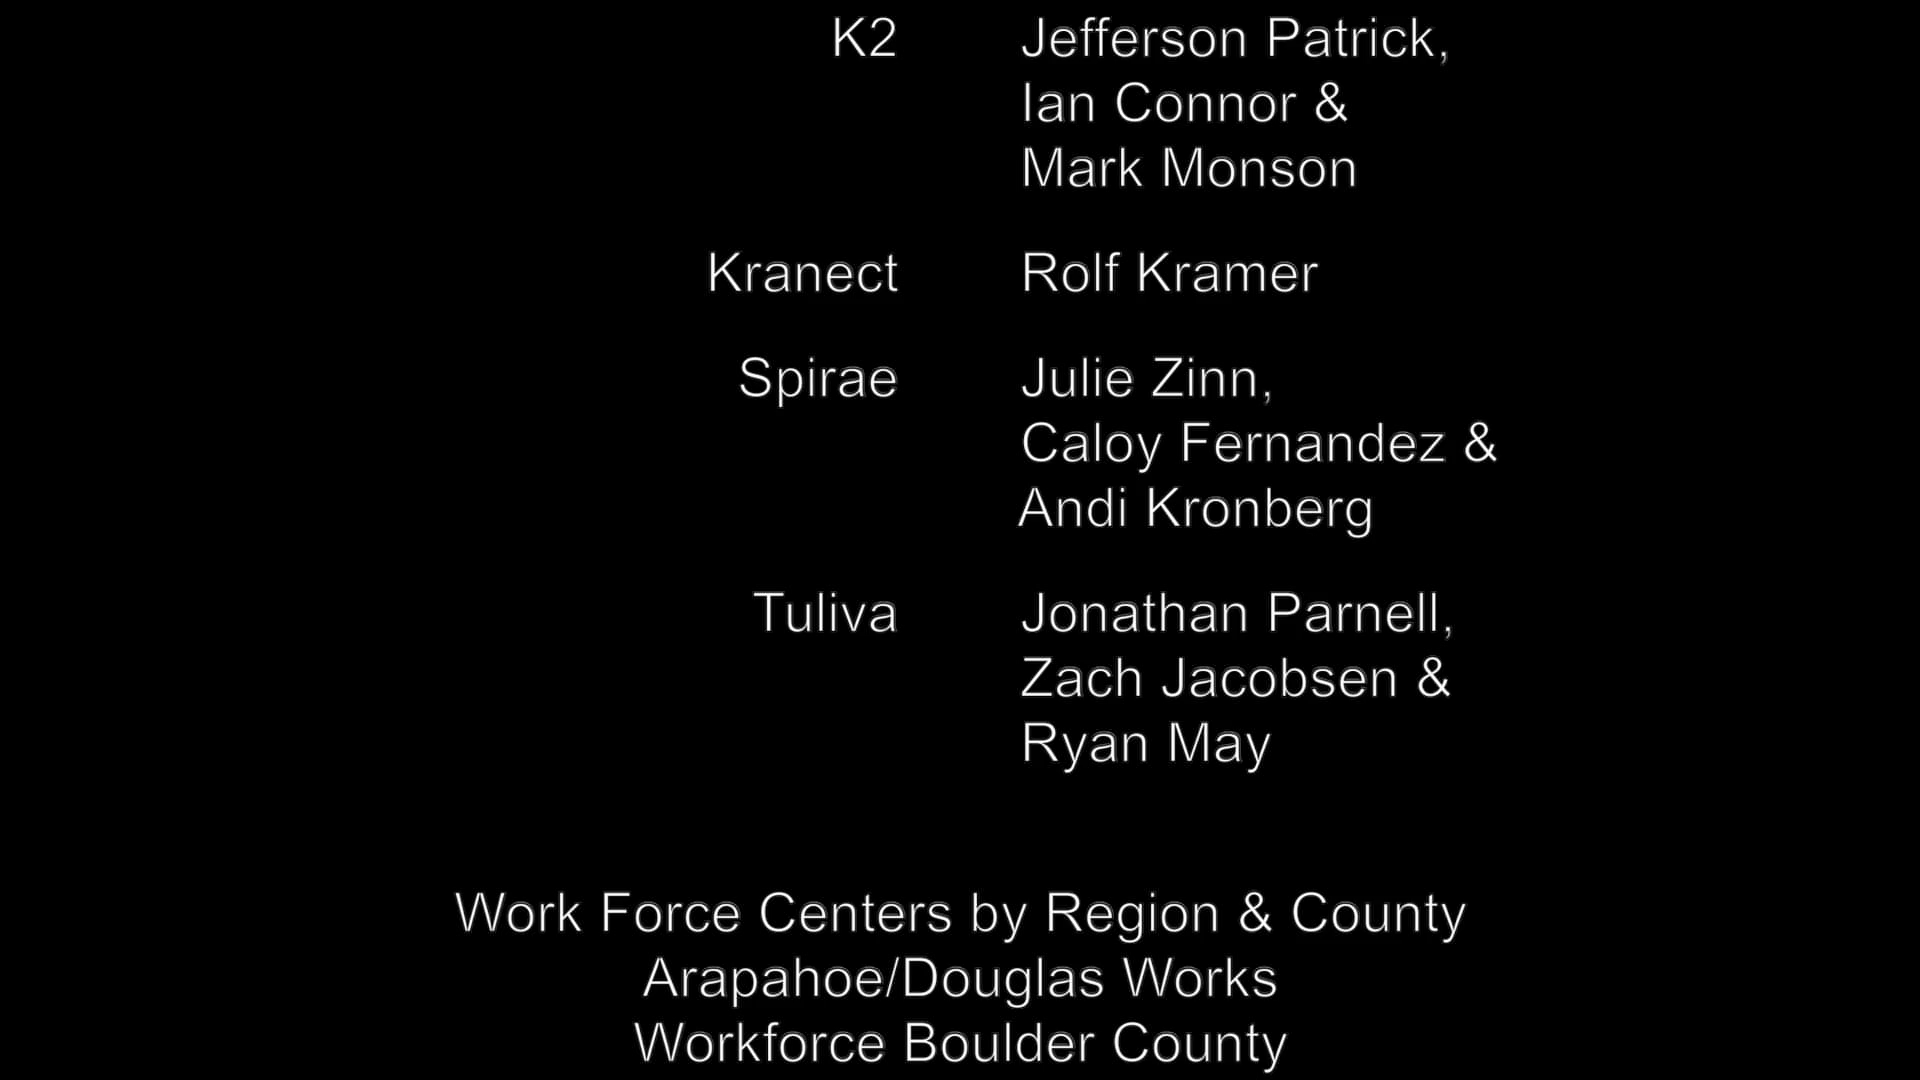 K2 Jefferson Patrick,
Ian Connor &
Mark Monson
Kranect Rolf Kramer
Spirae Julie Zinn,
Caloy Fernandez &
Andi Kronberg
Tuliva Jonathan Parnell,
Zach Jacobsen &
Ryan May
Work Force Centers by Region & County
Arapahoe/Douglas Works
Workforce Boulder County